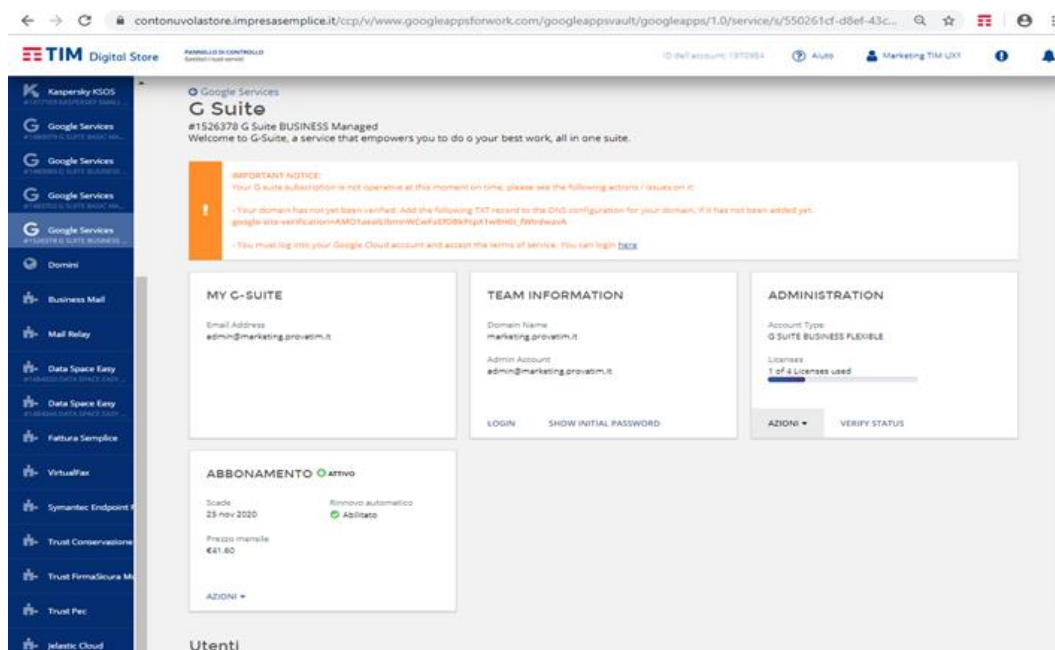 contonuvolastore.impresasemplice.it/ccp/v/www.googleappsforwork.com/googleappsvault/googleapps/1.0/service/s/550261cf-d8ef-43c...
TIM Digital Store
PANNELLO DI CONTROLLO
Gestisci i tuoi servizi
ID dell'account: 1970954
Aiuto
Marketing TIM UX1
Kaspersky KSOS
Google Services
Google Services
Google Services
Google Services
Domini
Business Mail
Mail Relay
Data Space Easy
Data Space Easy
Fattura Semplice
VirtualFax
Symantec Endpoint
Trust Conservazione
Trust FirmaSicura
Trust Pec
Jelastic Cloud
Google Services
G Suite
#1526378 G Suite BUSINESS Managed
Welcome to G-Suite, a service that empowers you to do o your best work, all in one suite.
IMPORTANT NOTICE:
Your G suite subscription is not operative at this moment on time, please see the following actions / issues on it:
- Your domain has not yet been verified. Add the following TXT record to the DNS configuration for your domain, if it has not been added yet.
- You must log into your Google Cloud account and accept the terms of service. You can login here
MY G-SUITE
Email Address
admin@marketing.provatim.it
TEAM INFORMATION
Domain Name
marketing.provatim.it
Admin Account
admin@marketing.provatim.it
LOGIN SHOW INITIAL PASSWORD
ADMINISTRATION
Account Type
G SUITE BUSINESS FLEXIBLE
Licenses
1 of 4 Licenses used
AZIONI VERIFY STATUS
ABBONAMENTO ATTIVO
Scade Rinnovo automatico
25 nov 2020 Abilitato
Prezzo mensile
€41.60
AZIONI
Utenti